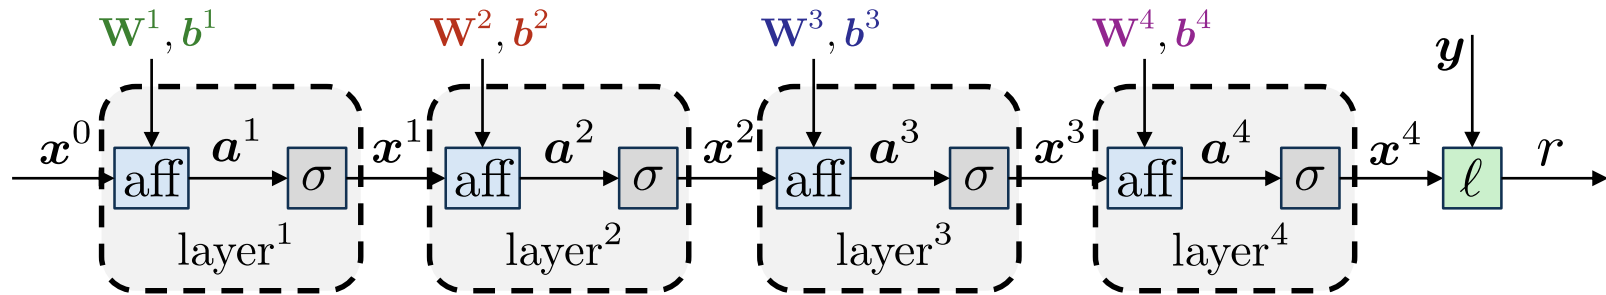 W¹, b¹ W², b² W³, b³ W⁴, b⁴ y
x⁰ aff a¹ σ x¹ aff a² σ x² aff a³ σ x³ aff a⁴ σ x⁴ ℓ r
layer¹ layer² layer³ layer⁴